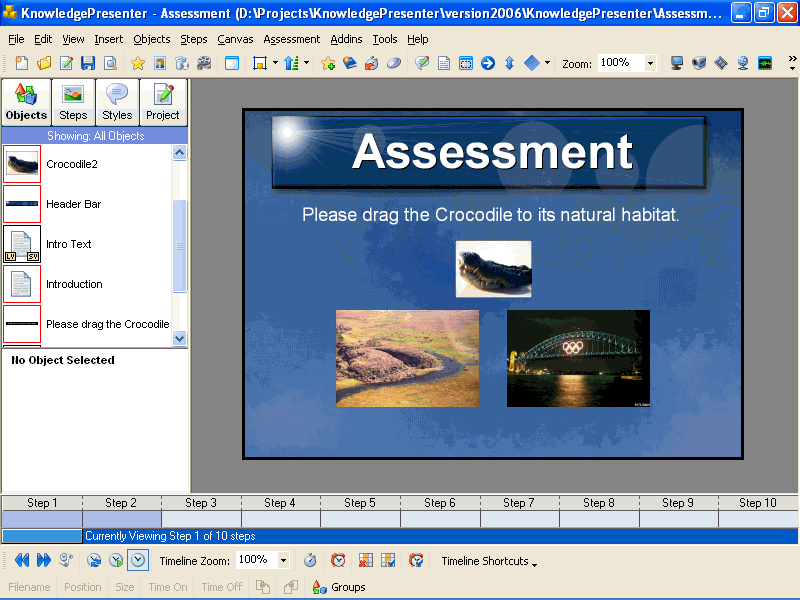 KnowledgePresenter - Assessment (D:\Projects\KnowledgePresenter\version2006\KnowledgePresenter\Assessm...
File Edit View Insert Objects Steps Canvas Assessment Addins Tools Help
Zoom: 100%
Objects Steps Styles Project
Showing: All Objects
Crocodile2
Header Bar
Intro Text
LV SV
Introduction
Please drag the Crocodile
No Object Selected
Assessment
Please drag the Crocodile to its natural habitat.
Step 1 Step 2 Step 3 Step 4 Step 5 Step 6 Step 7 Step 8 Step 9 Step 10
Currently Viewing Step 1 of 10 steps
Timeline Zoom: 100% Timeline Shortcuts
Filename Position Size Time On Time Off Groups